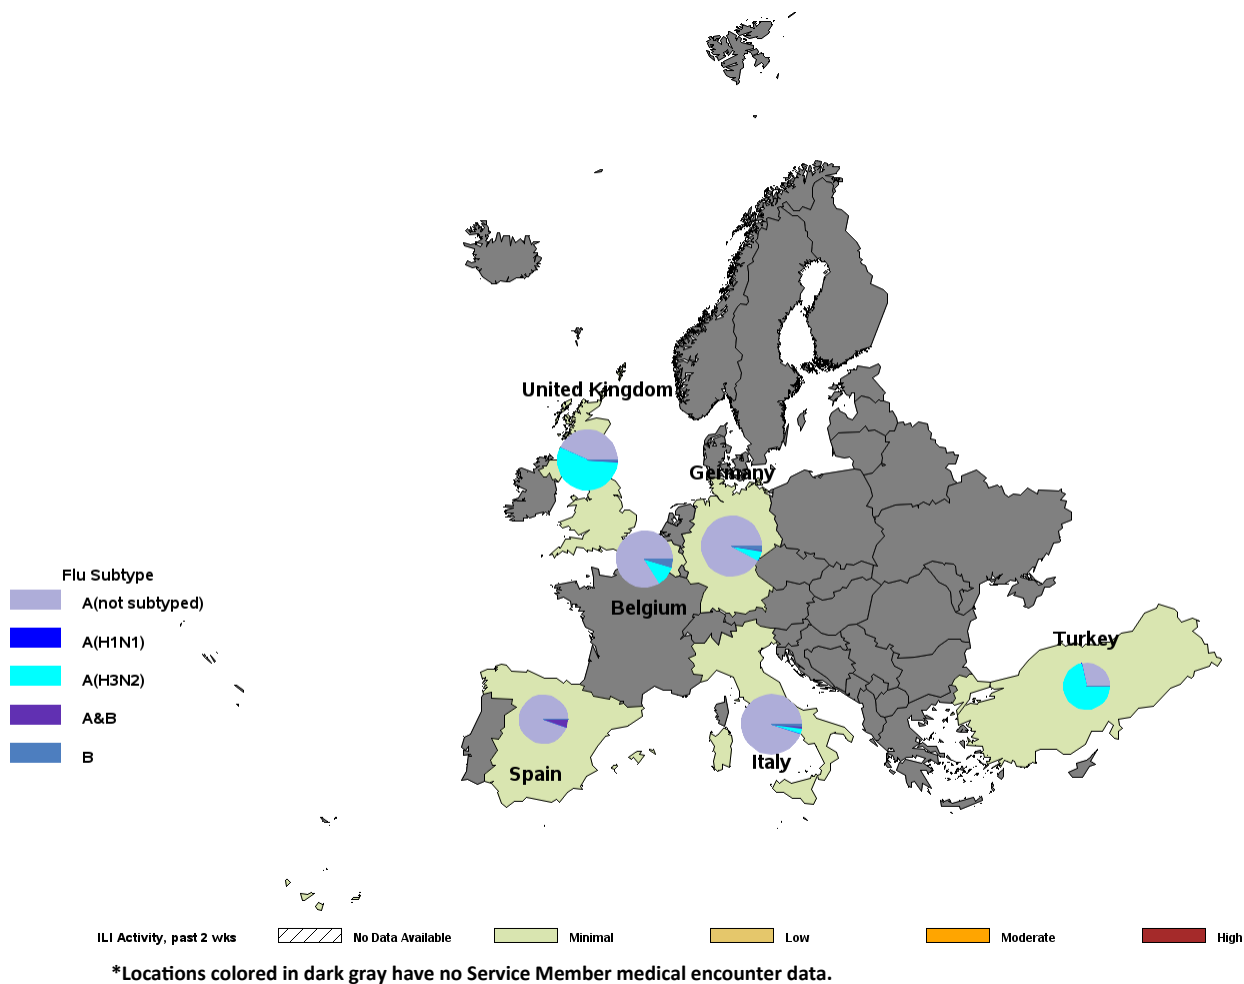 United Kingdom
Germany
Belgium
Turkey
Spain
Italy
Flu Subtype
A(not subtyped)
A(H1N1)
A(H3N2)
A&B
B
ILI Activity, past 2 wks No Data Available Minimal Low Moderate High
*Locations colored in dark gray have no Service Member medical encounter data.